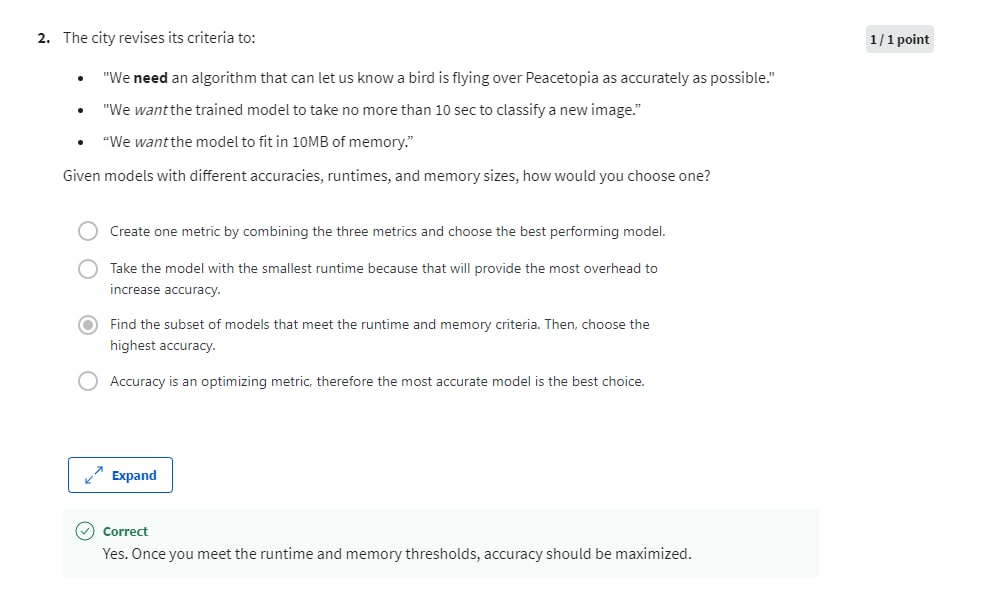 2. The city revises its criteria to:
1 / 1 point
• "We need an algorithm that can let us know a bird is flying over Peacetopia as accurately as possible."
• "We want the trained model to take no more than 10 sec to classify a new image.”
• “We want the model to fit in 10MB of memory.”
Given models with different accuracies, runtimes, and memory sizes, how would you choose one?
Create one metric by combining the three metrics and choose the best performing model.
Take the model with the smallest runtime because that will provide the most overhead to
increase accuracy.
Find the subset of models that meet the runtime and memory criteria. Then, choose the
highest accuracy.
Accuracy is an optimizing metric, therefore the most accurate model is the best choice.
Expand
Correct
Yes. Once you meet the runtime and memory thresholds, accuracy should be maximized.